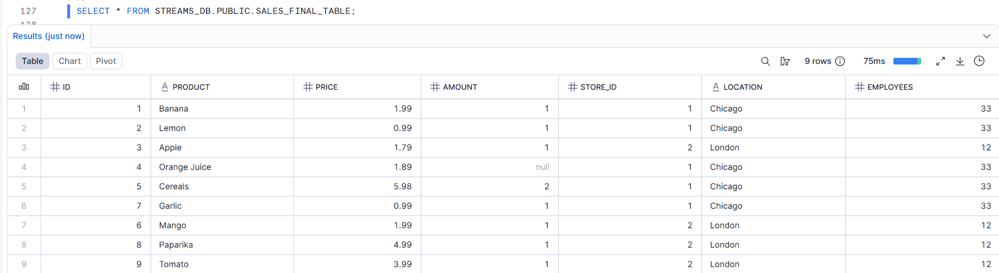 127 SELECT * FROM STREAMS_DB.PUBLIC.SALES_FINAL_TABLE;
128
Results (just now)
Table Chart Pivot 9 rows 75ms
ID PRODUCT PRICE AMOUNT STORE_ID LOCATION EMPLOYEES
1 1 Banana 1.99 1 1 Chicago 33
2 2 Lemon 0.99 1 1 Chicago 33
3 3 Apple 1.79 1 2 London 12
4 4 Orange Juice 1.89 null 1 Chicago 33
5 5 Cereals 5.98 2 1 Chicago 33
6 7 Garlic 0.99 1 1 Chicago 33
7 6 Mango 1.99 1 2 London 12
8 8 Paparika 4.99 1 2 London 12
9 9 Tomato 3.99 1 2 London 12